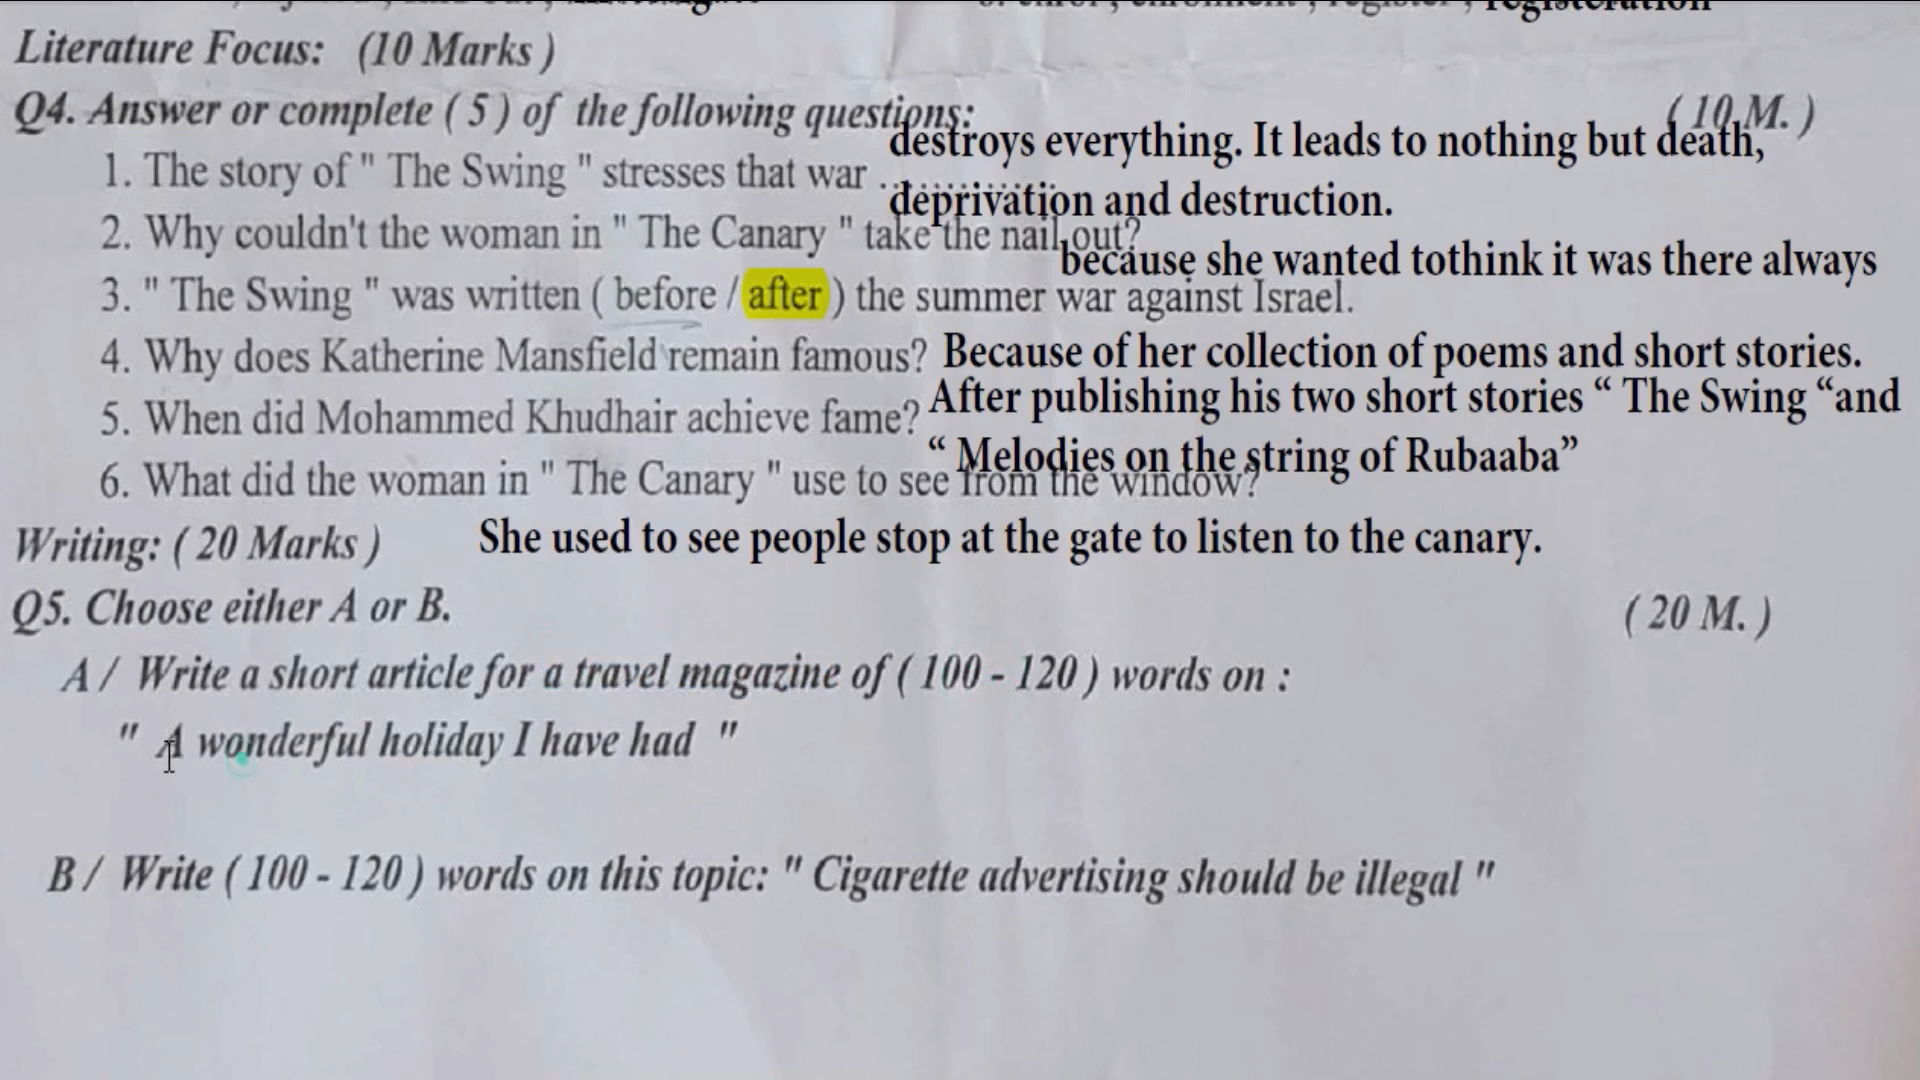 registeration
Literature Focus: (10 Marks )
Q4. Answer or complete ( 5 ) of the following questions: ( 10 M. )
destroys everything. It leads to nothing but death,
1. The story of " The Swing " stresses that war ............
deprivation and destruction.
2. Why couldn't the woman in " The Canary " take the nail out?
because she wanted tothink it was there always
3. " The Swing " was written ( before / after ) the summer war against Israel.
4. Why does Katherine Mansfield remain famous? Because of her collection of poems and short stories.
5. When did Mohammed Khudhair achieve fame? After publishing his two short stories “ The Swing “and
“ Melodies on the string of Rubaaba”
6. What did the woman in " The Canary " use to see from the window?
Writing: ( 20 Marks ) She used to see people stop at the gate to listen to the canary.
Q5. Choose either A or B. ( 20 M. )
A / Write a short article for a travel magazine of ( 100 - 120 ) words on :
" A wonderful holiday I have had "
B / Write ( 100 - 120 ) words on this topic: " Cigarette advertising should be illegal "